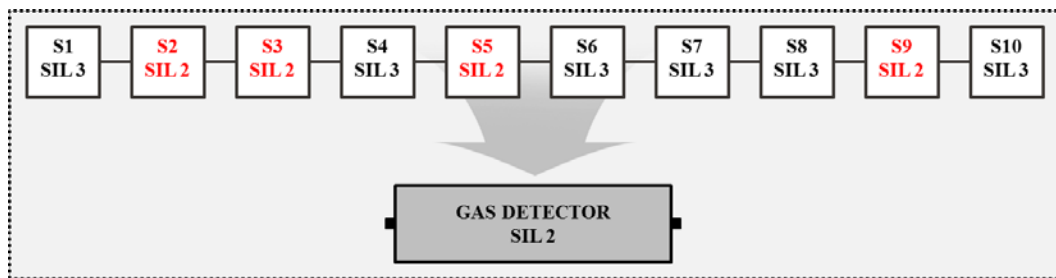 S1
SIL 3
S2
SIL 2
S3
SIL 2
S4
SIL 3
S5
SIL 2
S6
SIL 3
S7
SIL 3
S8
SIL 3
S9
SIL 2
S10
SIL 3
GAS DETECTOR
SIL 2